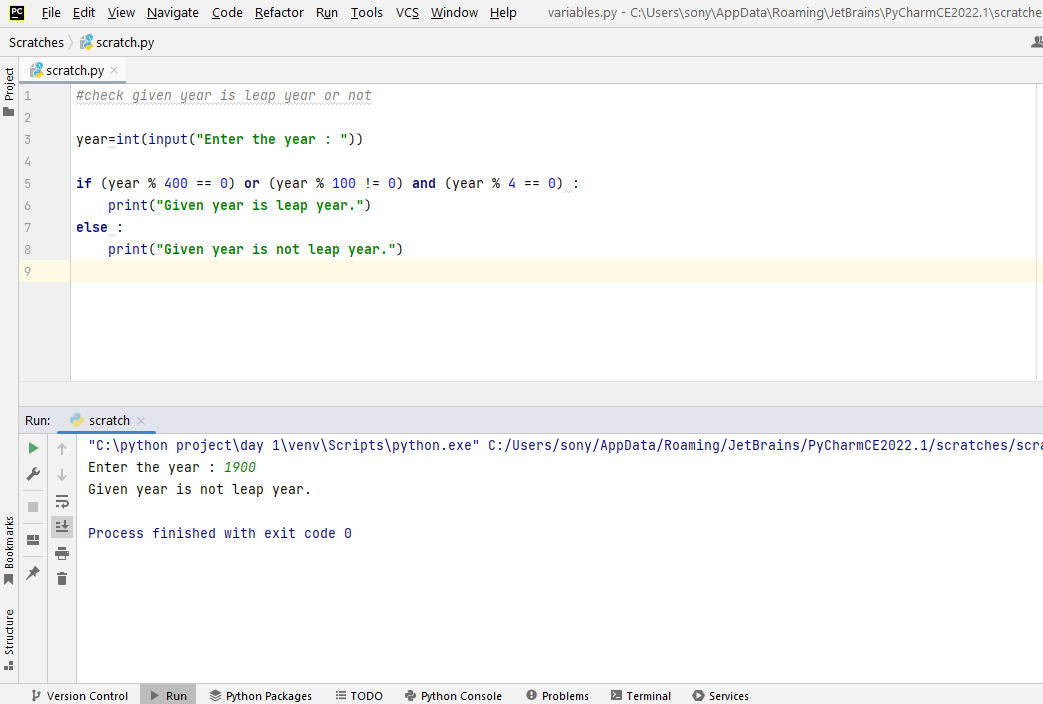 PC File Edit View Navigate Code Refactor Run Tools VCS Window Help variables.py - C:\Users\sony\AppData\Roaming\JetBrains\PyCharmCE2022.1\scratches
Scratches scratch.py
Project
scratch.py
1 #check given year is leap year or not
2
3 year=int(input("Enter the year : "))
4
5 if (year % 400 == 0) or (year % 100 != 0) and (year % 4 == 0) :
6 print("Given year is leap year.")
7 else :
8 print("Given year is not leap year.")
9
Run: scratch
"C:\python project\day 1\venv\Scripts\python.exe" C:/Users/sony/AppData/Roaming/JetBrains/PyCharmCE2022.1/scratches/scra
Enter the year : 1900
Given year is not leap year.
Process finished with exit code 0
Bookmarks
Structure
Version Control Run Python Packages TODO Python Console Problems Terminal Services